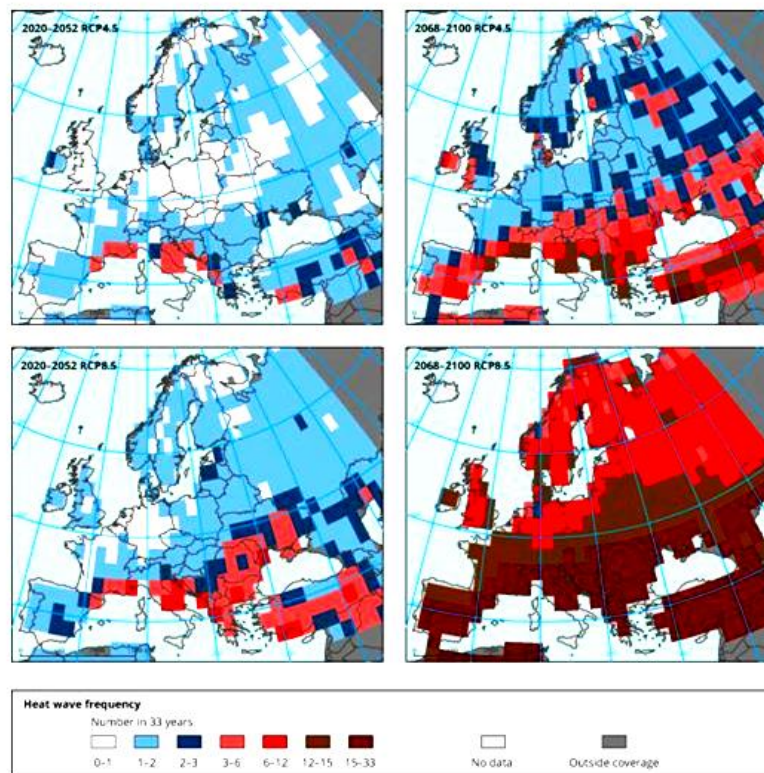 2020–2052 RCP4.5
2068–2100 RCP4.5
2020–2052 RCP8.5
2068–2100 RCP8.5
Heat wave frequency
Number in 33 years
0–1 1–2 2–3 3–6 6–12 12–15 15–33 No data Outside coverage